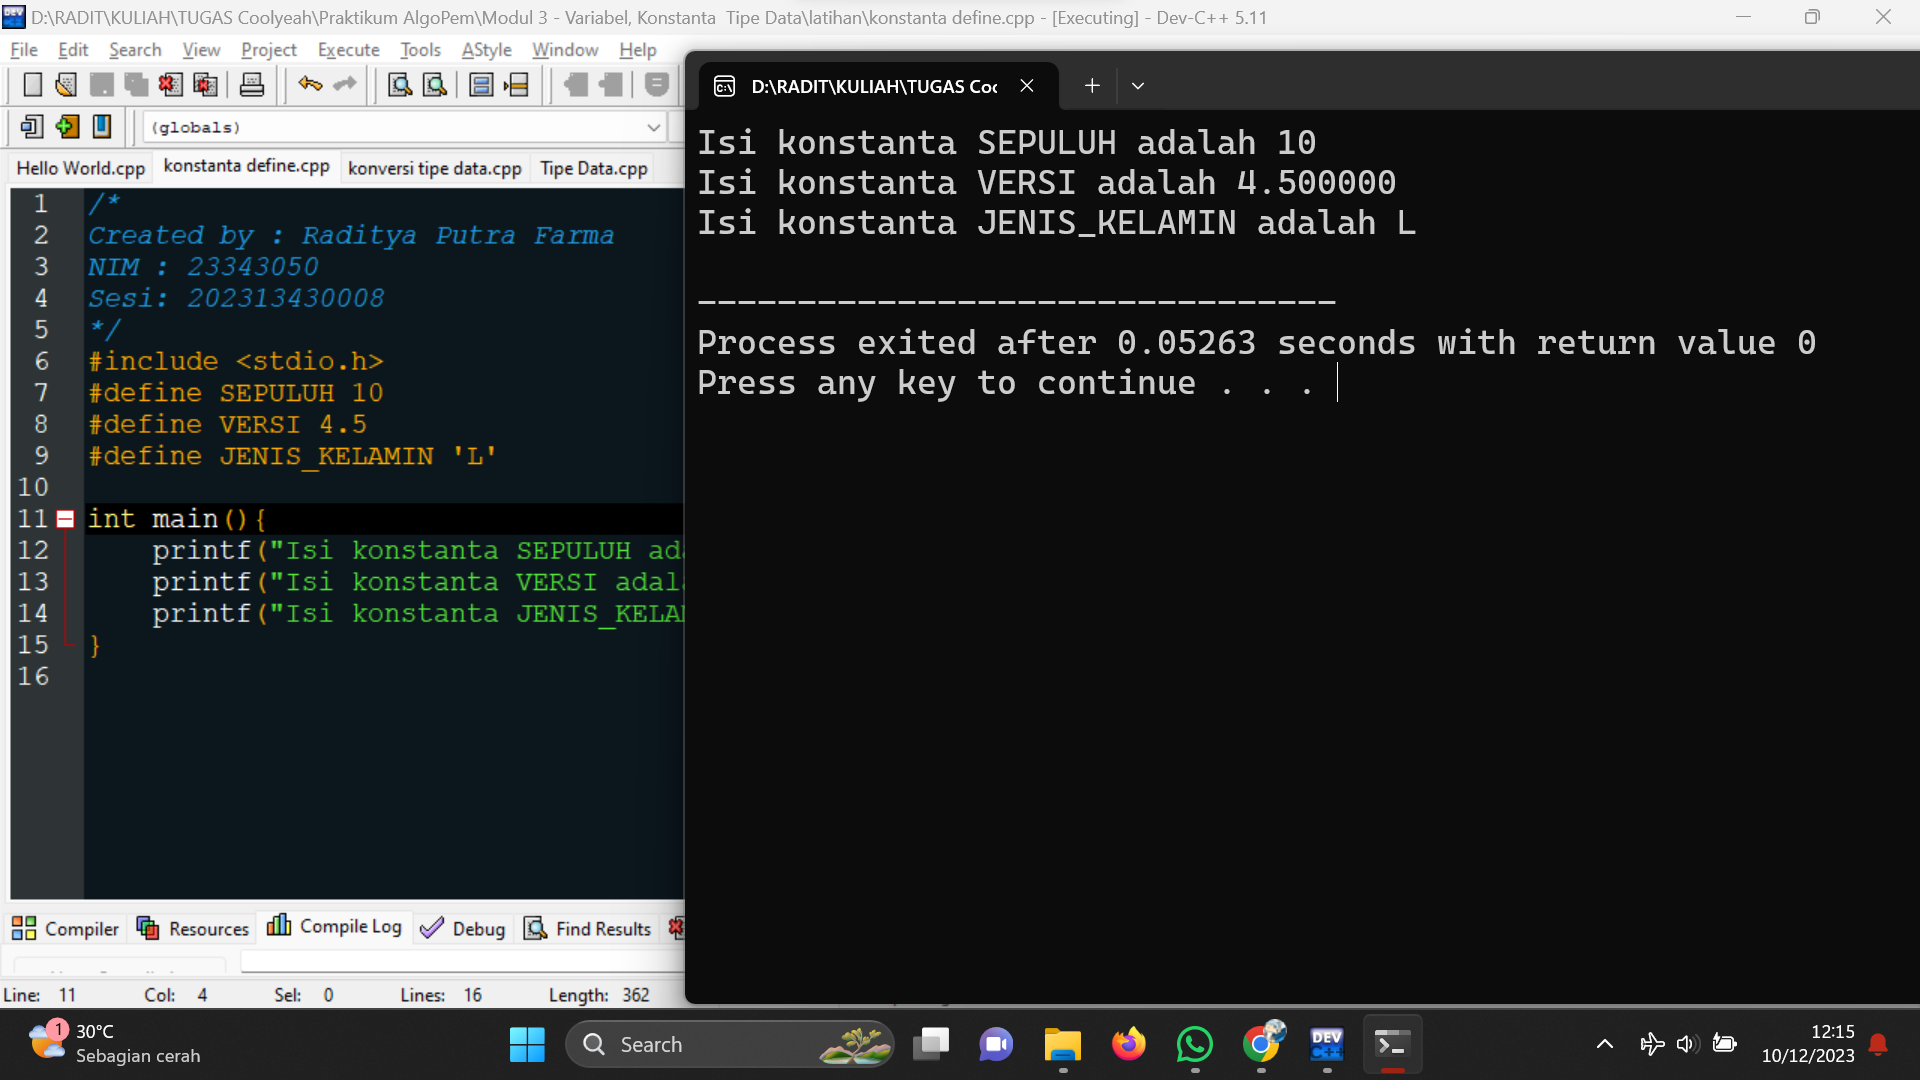 D:\RADIT\KULIAH\TUGAS Coolyeah\Praktikum AlgoPem\Modul 3 - Variabel, Konstanta  Tipe Data\latihan\konstanta define.cpp - [Executing] - Dev-C++ 5.11
File Edit Search View Project Execute Tools AStyle Window Help
(globals)
Hello World.cpp konstanta define.cpp konversi tipe data.cpp Tipe Data.cpp
1 /*
2 Created by : Raditya Putra Farma
3 NIM : 23343050
4 Sesi: 202313430008
5 */
6 #include <stdio.h>
7 #define SEPULUH 10
8 #define VERSI 4.5
9 #define JENIS_KELAMIN 'L'
10
11 int main(){
12 printf("Isi konstanta SEPULUH ada
13 printf("Isi konstanta VERSI adala
14 printf("Isi konstanta JENIS_KELAM
15 }
16
D:\RADIT\KULIAH\TUGAS Coo
Isi konstanta SEPULUH adalah 10
Isi konstanta VERSI adalah 4.500000
Isi konstanta JENIS_KELAMIN adalah L
--------------------------------
Process exited after 0.05263 seconds with return value 0
Press any key to continue . . .
Compiler Resources Compile Log Debug Find Results
Line: 11 Col: 4 Sel: 0 Lines: 16 Length: 362
1
30°C
Sebagian cerah
Search
DEV
C++
12:15
10/12/2023